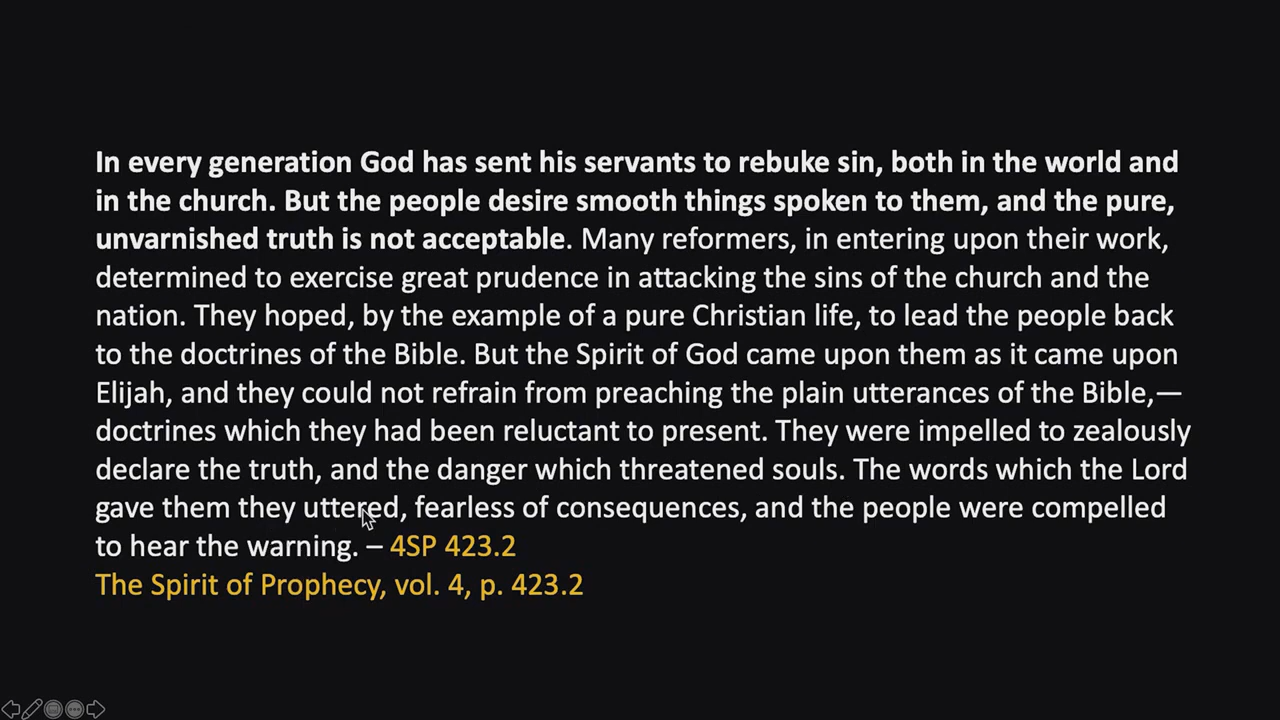 In every generation God has sent his servants to rebuke sin, both in the world and
in the church. But the people desire smooth things spoken to them, and the pure,
unvarnished truth is not acceptable. Many reformers, in entering upon their work,
determined to exercise great prudence in attacking the sins of the church and the
nation. They hoped, by the example of a pure Christian life, to lead the people back
to the doctrines of the Bible. But the Spirit of God came upon them as it came upon
Elijah, and they could not refrain from preaching the plain utterances of the Bible,—
doctrines which they had been reluctant to present. They were impelled to zealously
declare the truth, and the danger which threatened souls. The words which the Lord
gave them they uttered, fearless of consequences, and the people were compelled
to hear the warning. – 4SP 423.2
The Spirit of Prophecy, vol. 4, p. 423.2